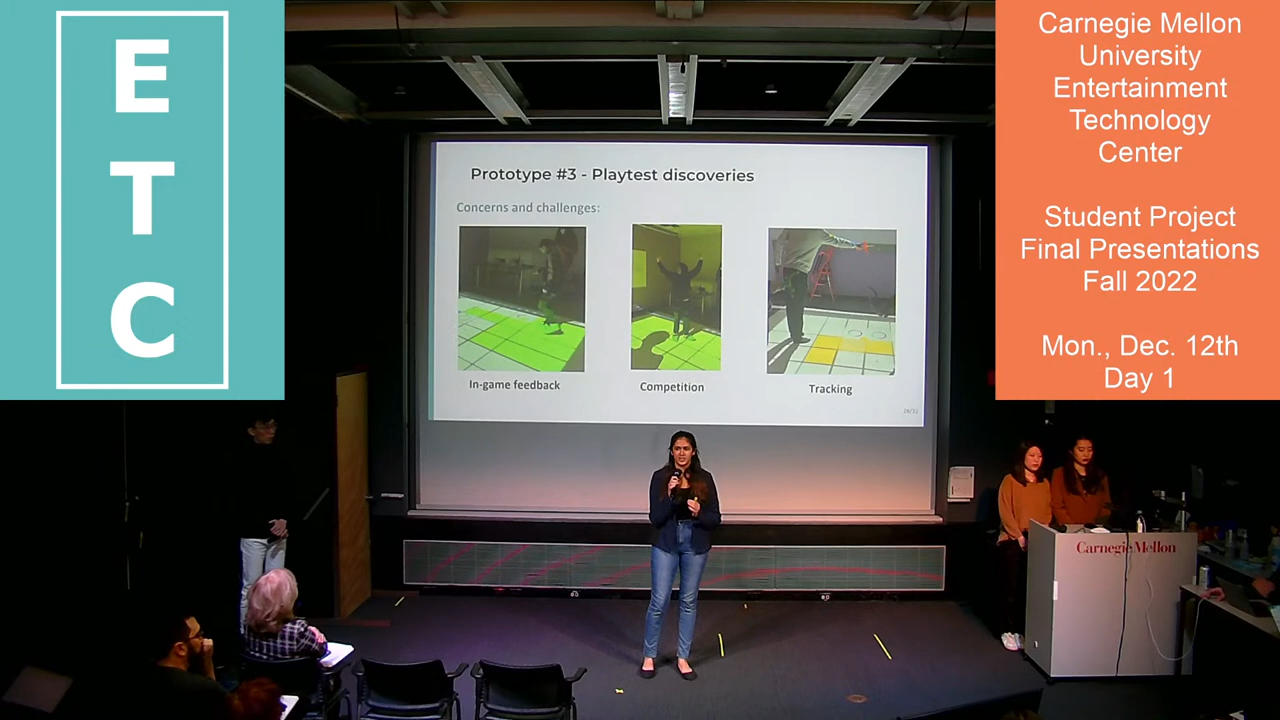 E
T
C
Carnegie Mellon
University
Entertainment
Technology
Center
Student Project
Final Presentations
Fall 2022
Mon., Dec. 12th
Day 1
Prototype #3 - Playtest discoveries
Concerns and challenges:
In-game feedback
Competition
Tracking
Carnegie Mellon